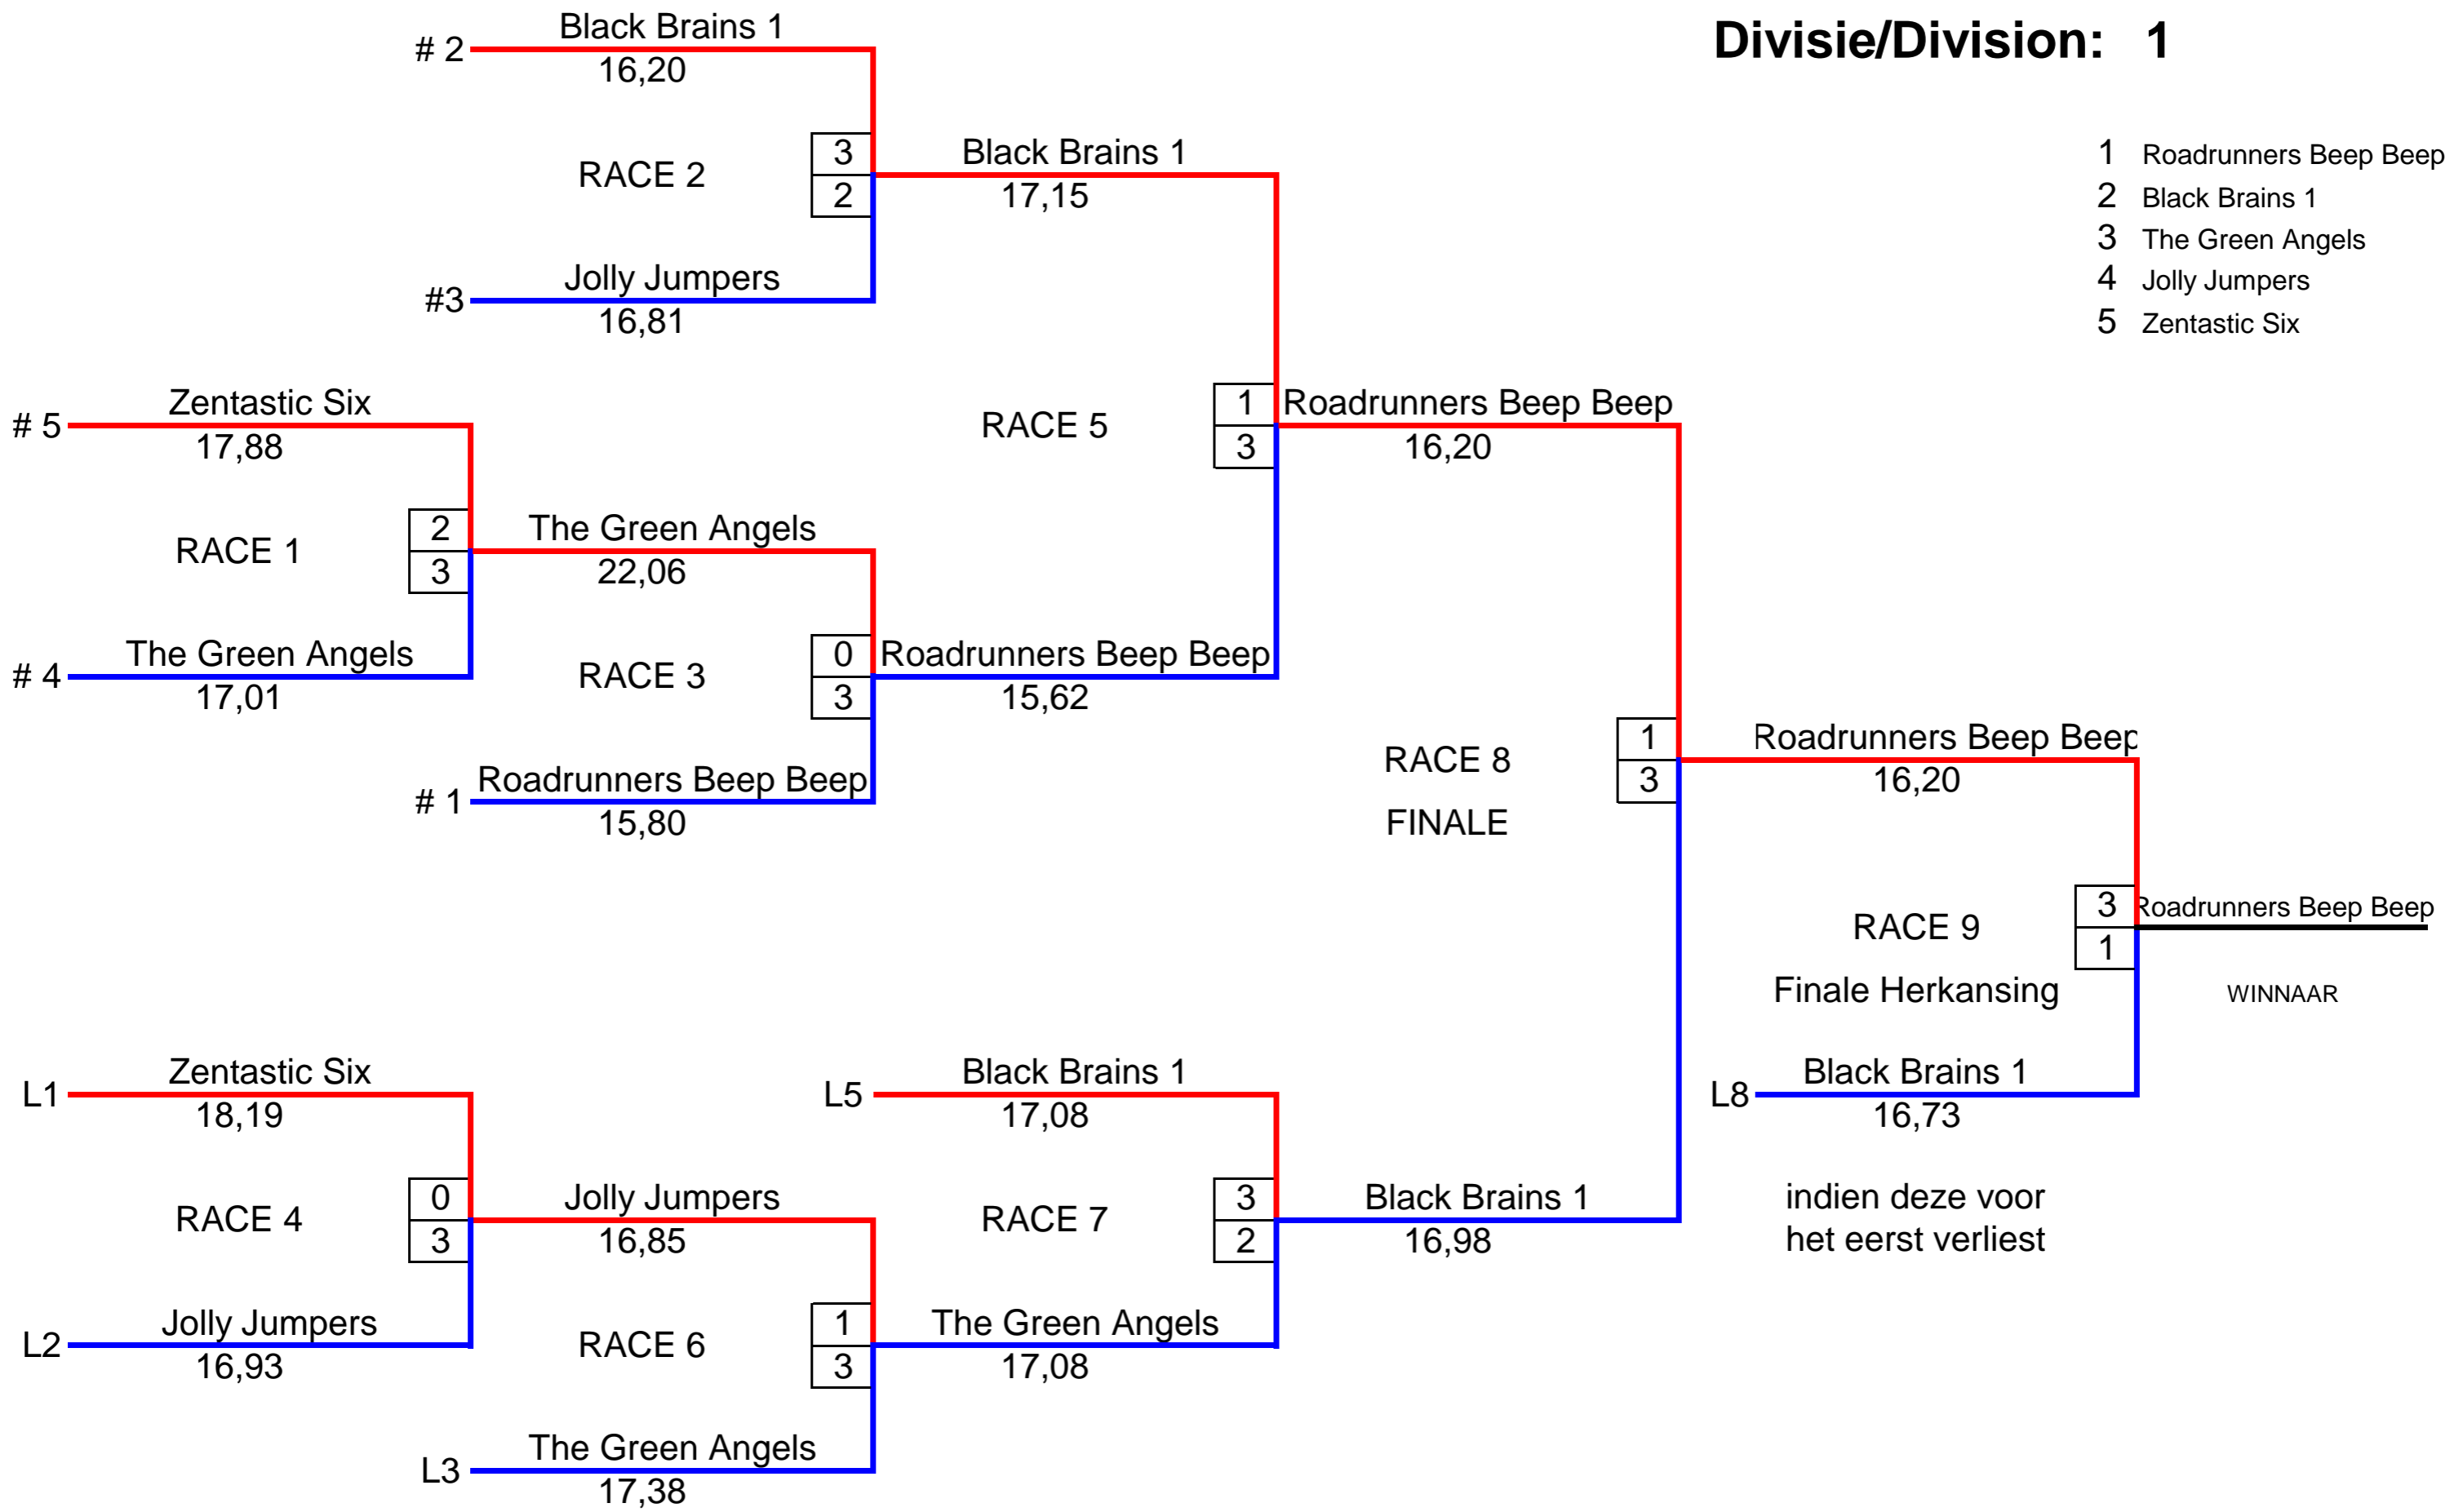 Divisie/Division: 1
Black Brains 1
# 2
16,20
RACE 2
3
2
Black Brains 1
17,15
Jolly Jumpers
#3
16,81
1 Roadrunners Beep Beep
2 Black Brains 1
3 The Green Angels
4 Jolly Jumpers
5 Zentastic Six
Zentastic Six
# 5
17,88
RACE 1
2
3
The Green Angels
# 4
17,01
The Green Angels
22,06
RACE 3
0
3
Roadrunners Beep Beep
# 1
15,80
RACE 5
1
3
Roadrunners Beep Beep
15,62
Roadrunners Beep Beep
16,20
RACE 8
FINALE
1
3
Roadrunners Beep Beep
16,20
RACE 9
Finale Herkansing
3
1
Roadrunners Beep Beep
WINNAAR
Zentastic Six
L1
18,19
RACE 4
0
3
Jolly Jumpers
L2
16,93
Jolly Jumpers
16,85
RACE 6
1
3
The Green Angels
L3
17,38
Black Brains 1
L5
17,08
RACE 7
3
2
The Green Angels
17,08
Black Brains 1
16,98
Black Brains 1
L8
16,73
indien deze voor
het eerst verliest